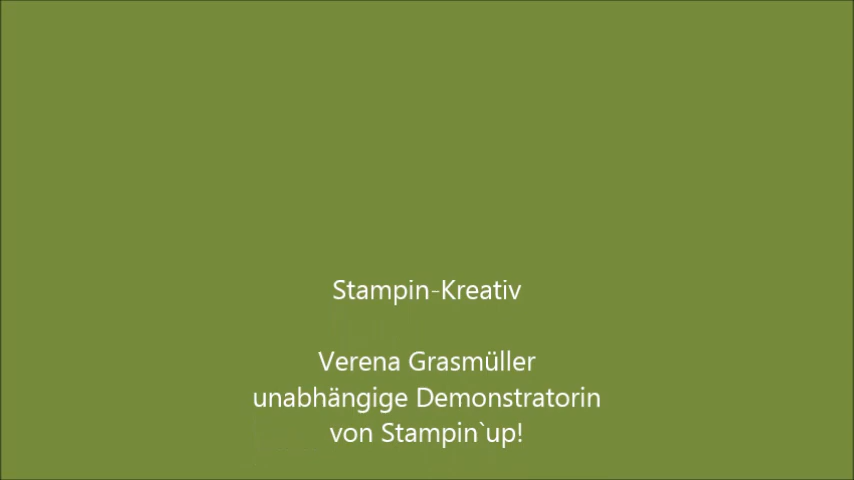 Stampin-Kreativ
Verena Grasmüller
unabhängige Demonstratorin
von Stampin`up!